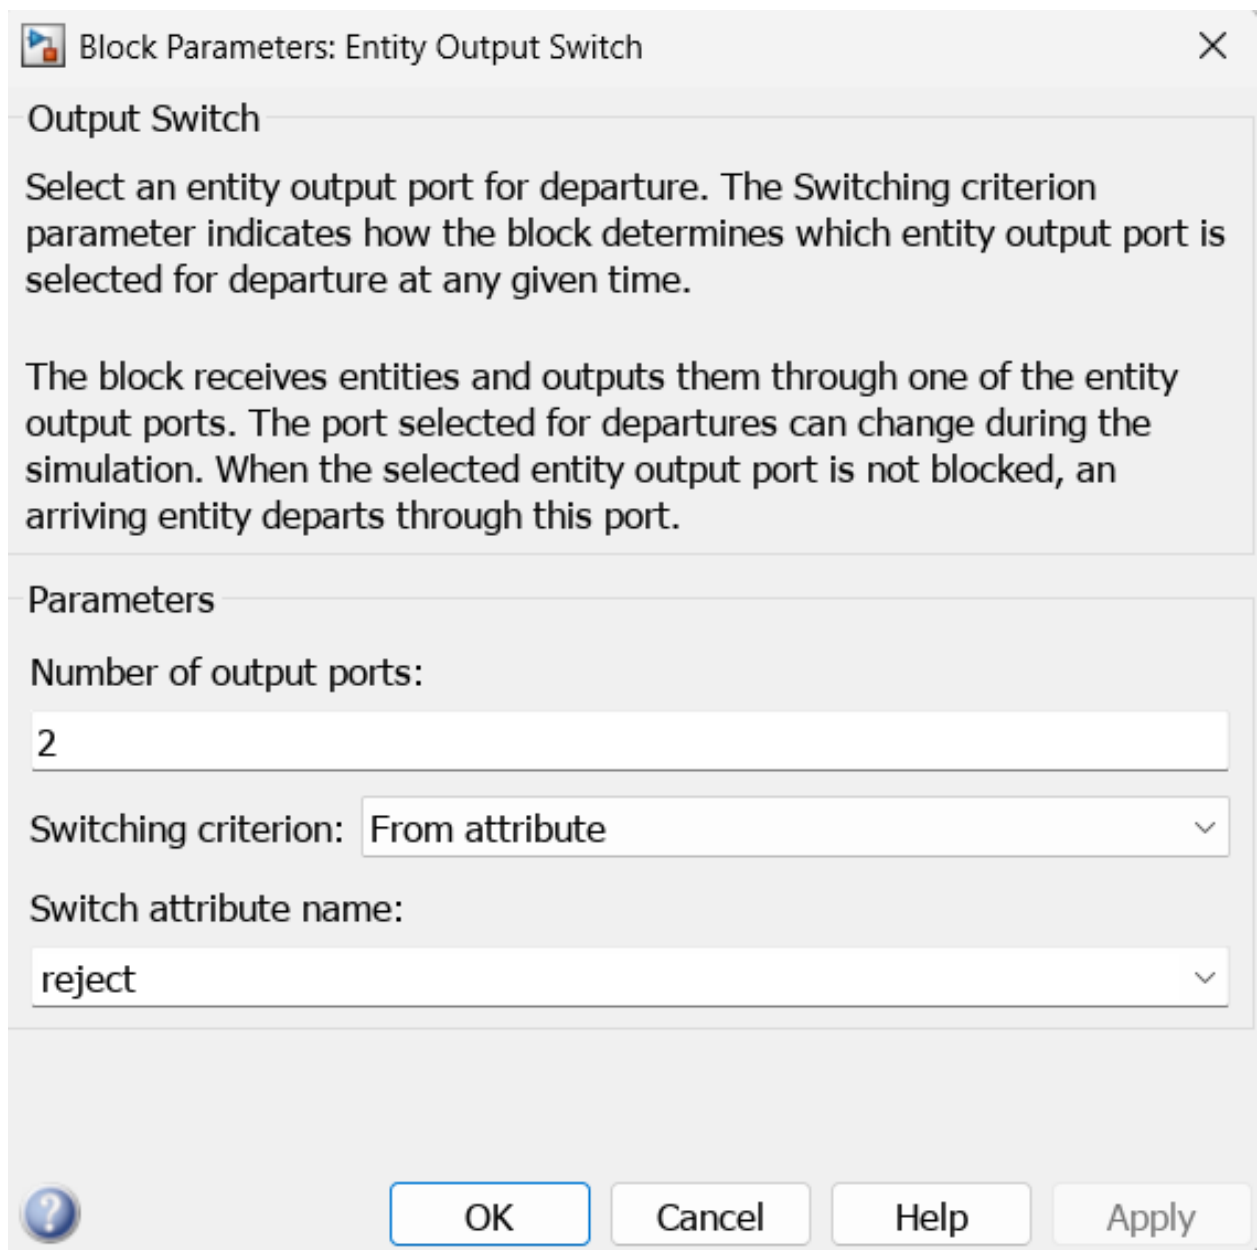 Block Parameters: Entity Output Switch
Output Switch
Select an entity output port for departure. The Switching criterion
parameter indicates how the block determines which entity output port is
selected for departure at any given time.
The block receives entities and outputs them through one of the entity
output ports. The port selected for departures can change during the
simulation. When the selected entity output port is not blocked, an
arriving entity departs through this port.
Parameters
Number of output ports:
2
Switching criterion: From attribute
Switch attribute name:
reject
? OK Cancel Help Apply